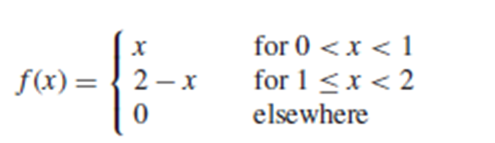 x for 0 < x < 1
f(x) = { 2 − x for 1 ≤ x < 2
0 elsewhere